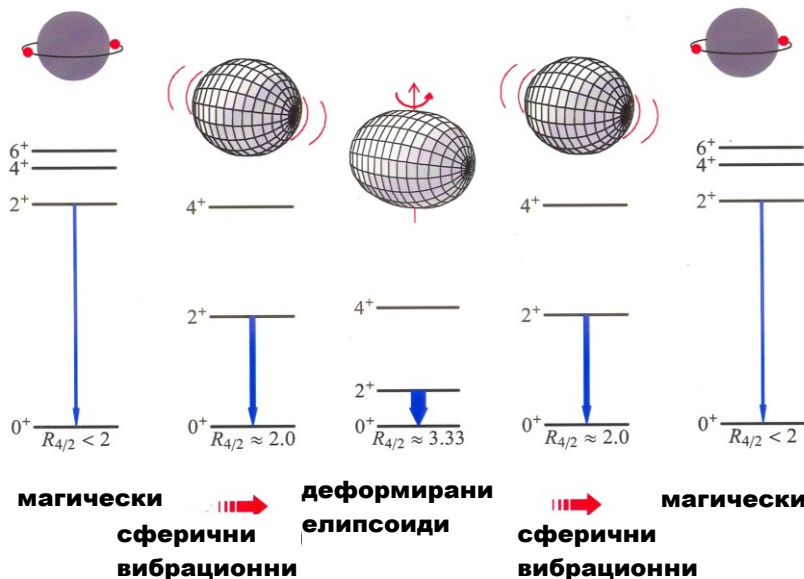 6⁺
4⁺
2⁺
0⁺
R₄/₂ < 2
4⁺
2⁺
0⁺
R₄/₂ ≈ 2.0
4⁺
2⁺
0⁺
R₄/₂ ≈ 3.33
4⁺
2⁺
0⁺
R₄/₂ ≈ 2.0
6⁺
4⁺
2⁺
0⁺
R₄/₂ < 2
магически
сферични
вибрационни
деформирани
елипсоиди
сферични
вибрационни
магически